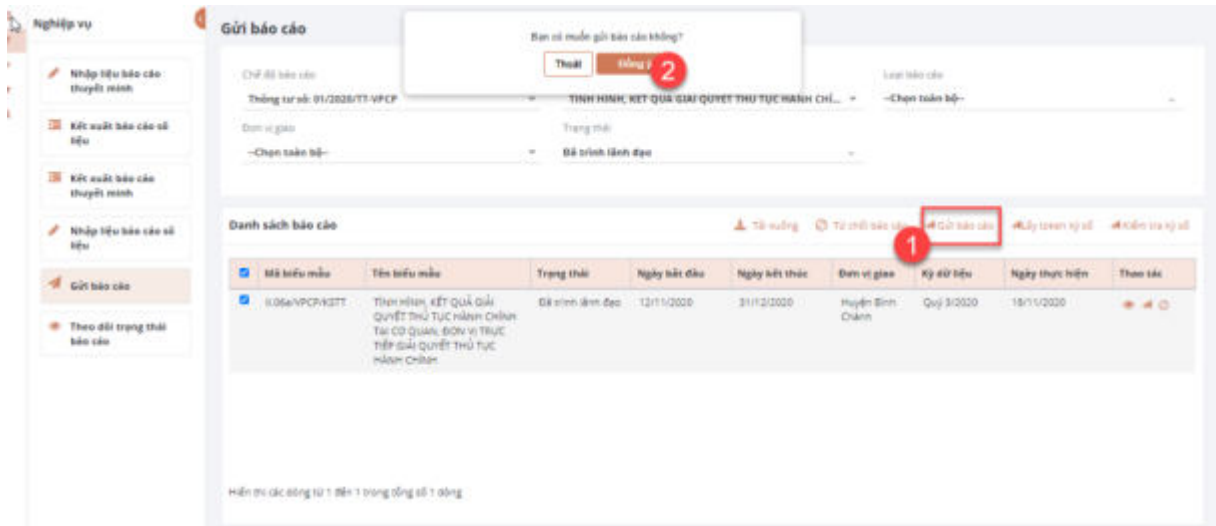 Nghiệp vụ
Gửi báo cáo
Bạn có muốn gửi báo cáo không?
Thoát
Đồng ý
2
Nhập liệu báo cáo
thuyết minh
Chế độ báo cáo
Loại báo cáo
Thông tư số: 01/2020/TT-VPCP
TÌNH HÌNH, KẾT QUẢ GIẢI QUYẾT THỦ TỤC HÀNH CHÍ...
--Chọn toàn bộ--
Kết xuất báo cáo số
liệu
Đơn vị giao
Trạng thái
--Chọn toàn bộ--
Đã trình lãnh đạo
Kết xuất báo cáo
thuyết minh
Nhập liệu báo cáo số
liệu
Danh sách báo cáo
Tải xuống
Từ chối báo cáo
Gửi báo cáo
Lấy token ký số
Kiểm tra ký số
1
Gửi báo cáo
Theo dõi trạng thái
báo cáo
Mã biểu mẫu
Tên biểu mẫu
Trạng thái
Ngày bắt đầu
Ngày kết thúc
Đơn vị giao
Kỳ dữ liệu
Ngày thực hiện
Thao tác
II.06a/VPCP/KSTT
TÌNH HÌNH, KẾT QUẢ GIẢI
QUYẾT THỦ TỤC HÀNH CHÍNH
TẠI CƠ QUAN, ĐƠN VỊ TRỰC
TIẾP GIẢI QUYẾT THỦ TỤC
HÀNH CHÍNH
Đã trình lãnh đạo
12/11/2020
31/12/2020
Huyện Bình
Chánh
Quý 3/2020
18/11/2020
Hiển thị các dòng từ 1 đến 1 trong tổng số 1 dòng